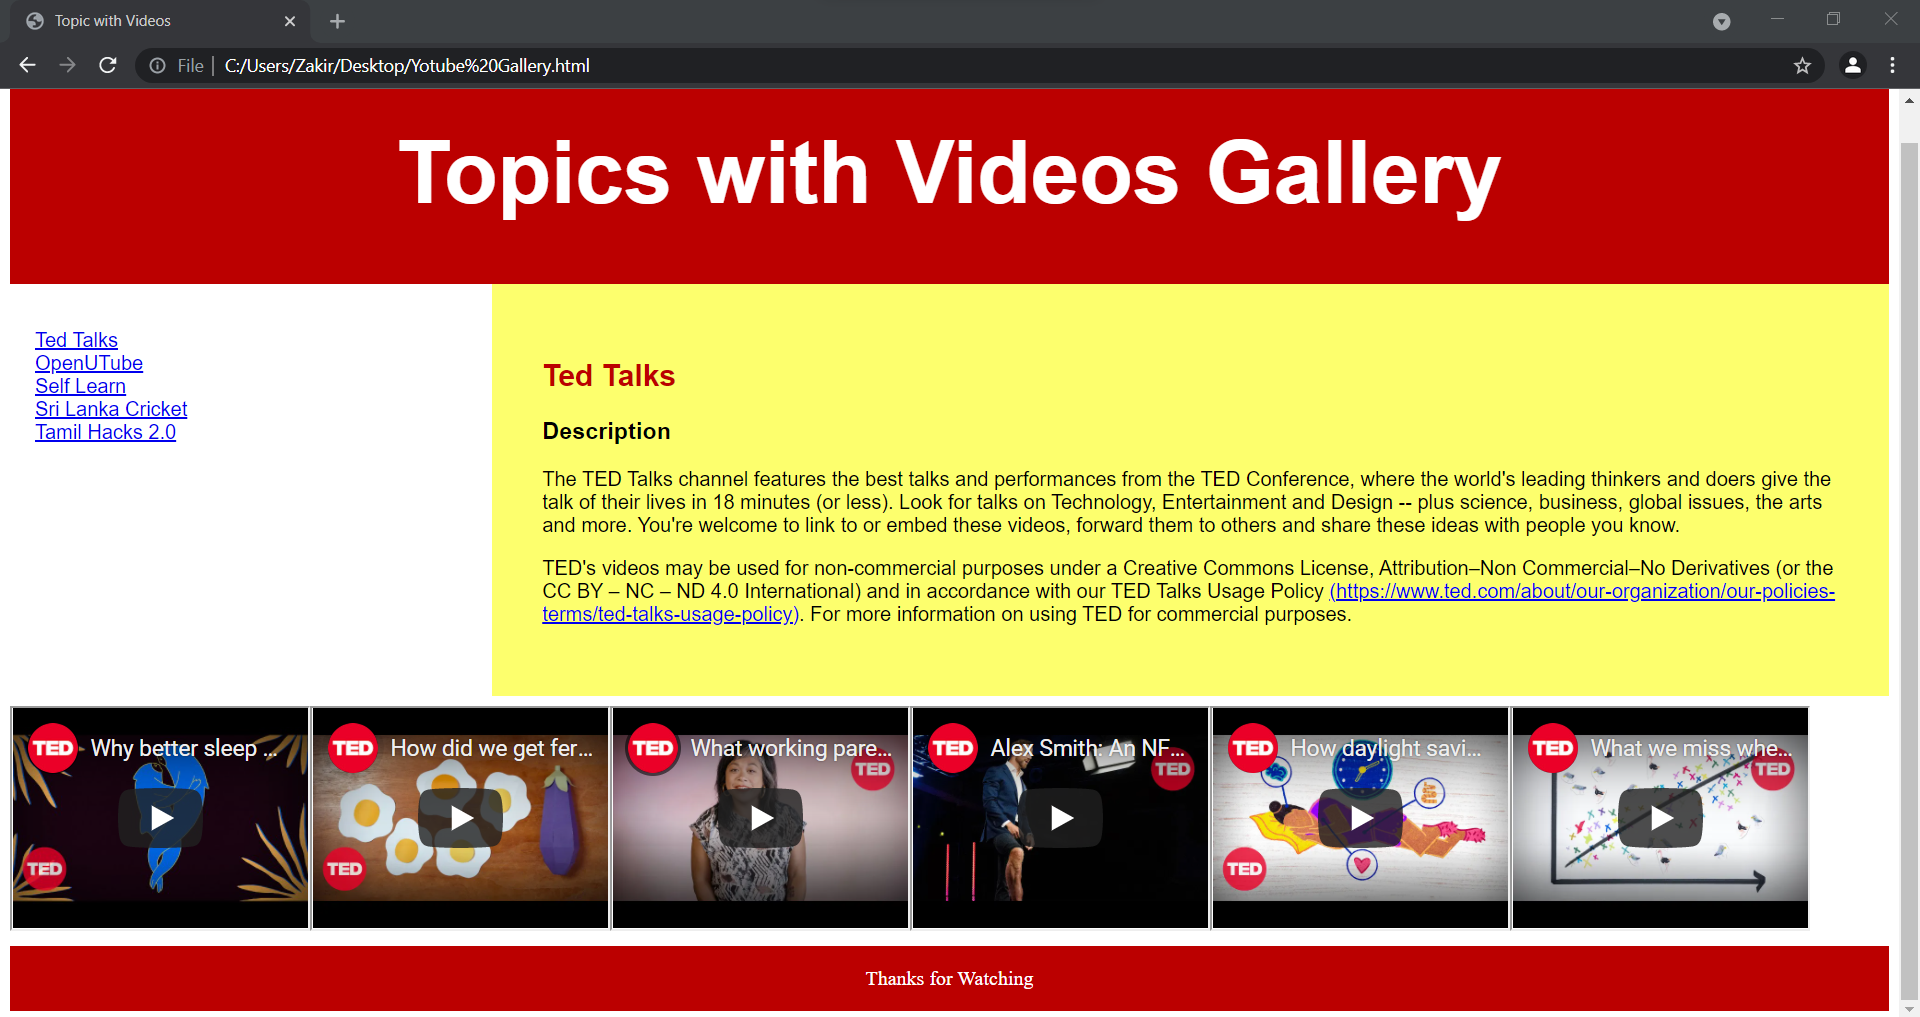 Topic with Videos
File
C:/Users/Zakir/Desktop/Yotube%20Gallery.html
Topics with Videos Gallery
Ted Talks
OpenUTube
Self Learn
Sri Lanka Cricket
Tamil Hacks 2.0
Ted Talks
Description
The TED Talks channel features the best talks and performances from the TED Conference, where the world's leading thinkers and doers give the
talk of their lives in 18 minutes (or less). Look for talks on Technology, Entertainment and Design -- plus science, business, global issues, the arts
and more. You're welcome to link to or embed these videos, forward them to others and share these ideas with people you know.
TED's videos may be used for non-commercial purposes under a Creative Commons License, Attribution–Non Commercial–No Derivatives (or the
CC BY – NC – ND 4.0 International) and in accordance with our TED Talks Usage Policy (https://www.ted.com/about/our-organization/our-policies-
terms/ted-talks-usage-policy). For more information on using TED for commercial purposes.
TED Why better sleep ...
TED
TED How did we get fer...
TED
TED What working pare...
TED
TED Alex Smith: An NF...
TED
TED How daylight savi...
TED
TED What we miss whe...
TED
Thanks for Watching